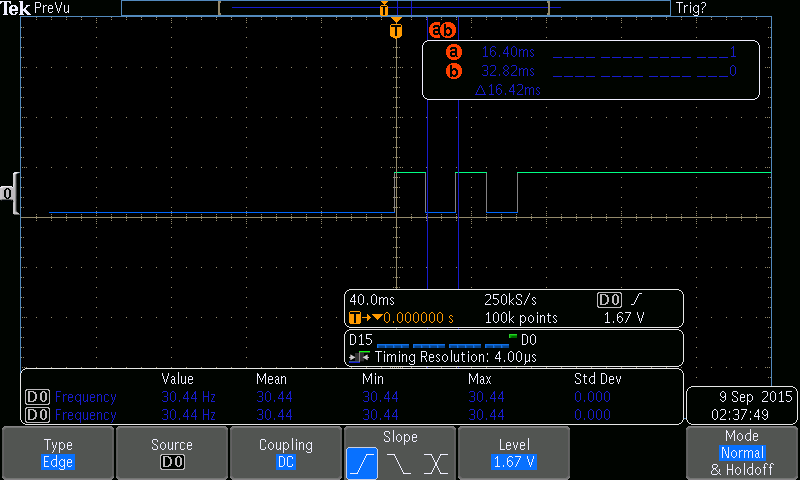 Tek PreVu Trig?
T
T a b
a 16.40ms 1
b 32.82ms 0
△16.42ms
0
40.0ms 250kS/s D0
T→▼0.000000 s 100k points 1.67 V
D15 D0
Timing Resolution: 4.00µs
Value Mean Min Max Std Dev
D0 Frequency 30.44 Hz 30.44 30.44 30.44 0.000
D0 Frequency 30.44 Hz 30.44 30.44 30.44 0.000
9 Sep 2015
02:37:49
Type
Edge
Source
D0
Coupling
DC
Slope
Level
1.67 V
Mode
Normal
& Holdoff